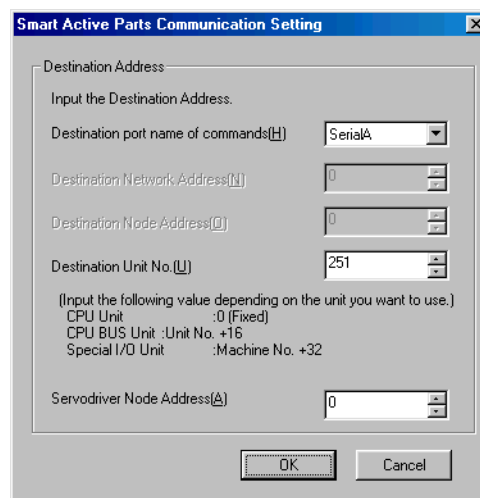 Smart Active Parts Communication Setting
Destination Address
Input the Destination Address.
Destination port name of commands(H) SerialA
Destination Network Address(N) 0
Destination Node Address(O) 0
Destination Unit No.(U) 251
(Input the following value depending on the unit you want to use.)
CPU Unit :0 (Fixed)
CPU BUS Unit :Unit No. +16
Special I/O Unit :Machine No. +32
Servodriver Node Address(A) 0
OK Cancel